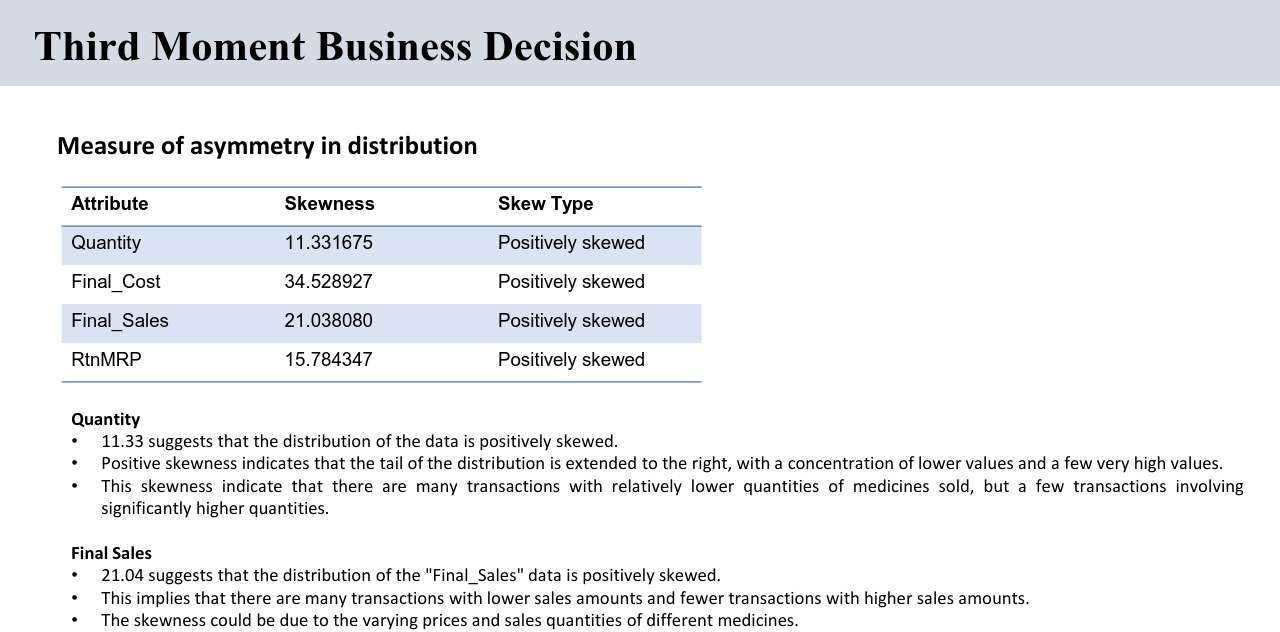 Third Moment Business Decision
Measure of asymmetry in distribution
Attribute Skewness Skew Type
Quantity 11.331675 Positively skewed
Final_Cost 34.528927 Positively skewed
Final_Sales 21.038080 Positively skewed
RtnMRP 15.784347 Positively skewed
Quantity
• 11.33 suggests that the distribution of the data is positively skewed.
• Positive skewness indicates that the tail of the distribution is extended to the right, with a concentration of lower values and a few very high values.
• This skewness indicate that there are many transactions with relatively lower quantities of medicines sold, but a few transactions involving
significantly higher quantities.
Final Sales
• 21.04 suggests that the distribution of the "Final_Sales" data is positively skewed.
• This implies that there are many transactions with lower sales amounts and fewer transactions with higher sales amounts.
• The skewness could be due to the varying prices and sales quantities of different medicines.